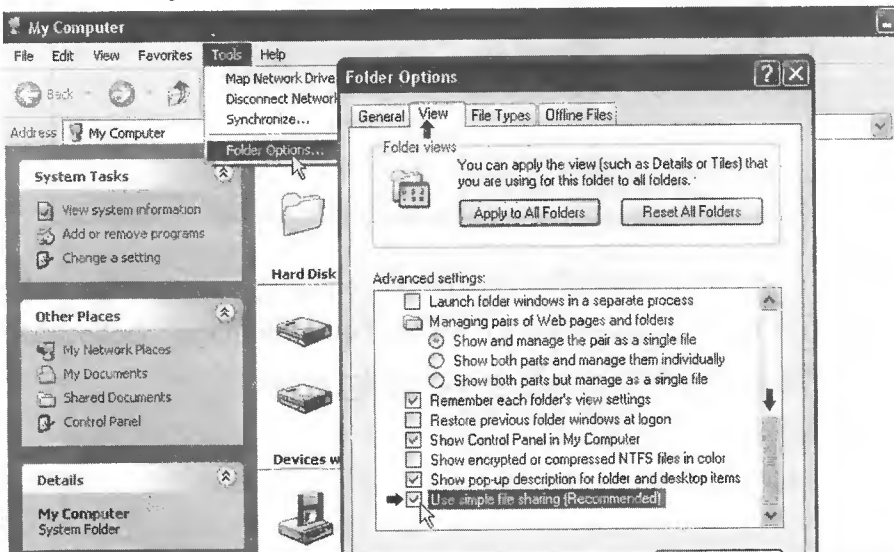 My Computer
File Edit View Favorites Tools Help
Back
Address My Computer
Map Network Drive
Disconnect Network
Synchronize...
Folder Options...
System Tasks
View system information
Add or remove programs
Change a setting
Other Places
My Network Places
My Documents
Shared Documents
Control Panel
Details
My Computer
System Folder
Hard Disk
Devices w
Folder Options
General View File Types Offline Files
Folder views
You can apply the view (such as Details or Tiles) that
you are using for this folder to all folders.
Apply to All Folders Reset All Folders
Advanced settings:
Launch folder windows in a separate process
Managing pairs of Web pages and folders
Show and manage the pair as a single file
Show both parts and manage them individually
Show both parts but manage as a single file
Remember each folder's view settings
Restore previous folder windows at logon
Show Control Panel in My Computer
Show encrypted or compressed NTFS files in color
Show pop-up description for folder and desktop items
Use simple file sharing (Recommended)